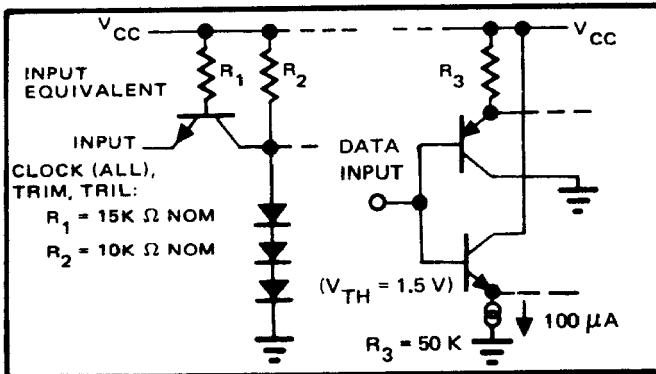 VCC
VCC
R1
R2
R3
INPUT
EQUIVALENT
INPUT
DATA
INPUT
CLOCK (ALL),
TRIM, TRIL:
R1 = 15K Ω NOM
R2 = 10K Ω NOM
(VTH = 1.5 V)
100 μA
R3 = 50 K